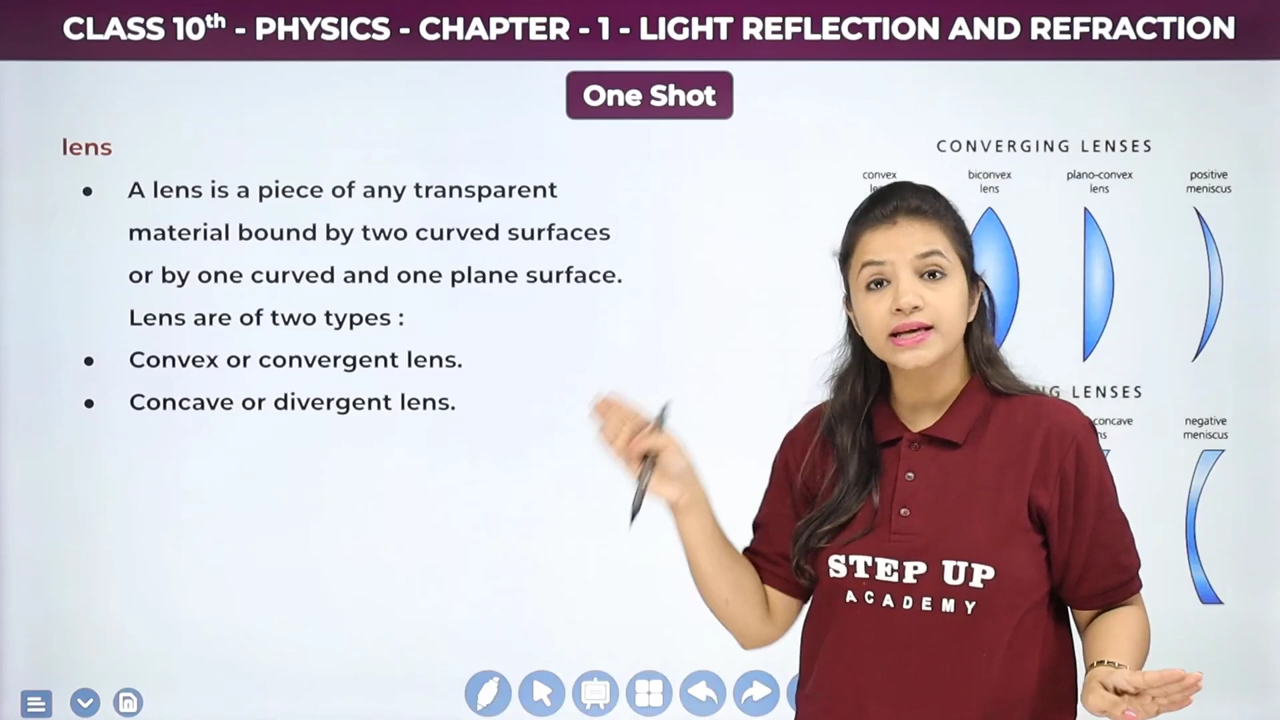 CLASS 10th - PHYSICS - CHAPTER - 1 - LIGHT REFLECTION AND REFRACTION
One Shot
lens
• A lens is a piece of any transparent
material bound by two curved surfaces
or by one curved and one plane surface.
Lens are of two types :
• Convex or convergent lens.
• Concave or divergent lens.
CONVERGING LENSES
convex
biconvex
lens
plano-convex
lens
positive
meniscus
LENSES
concave
negative
meniscus
STEP UP
ACADEMY